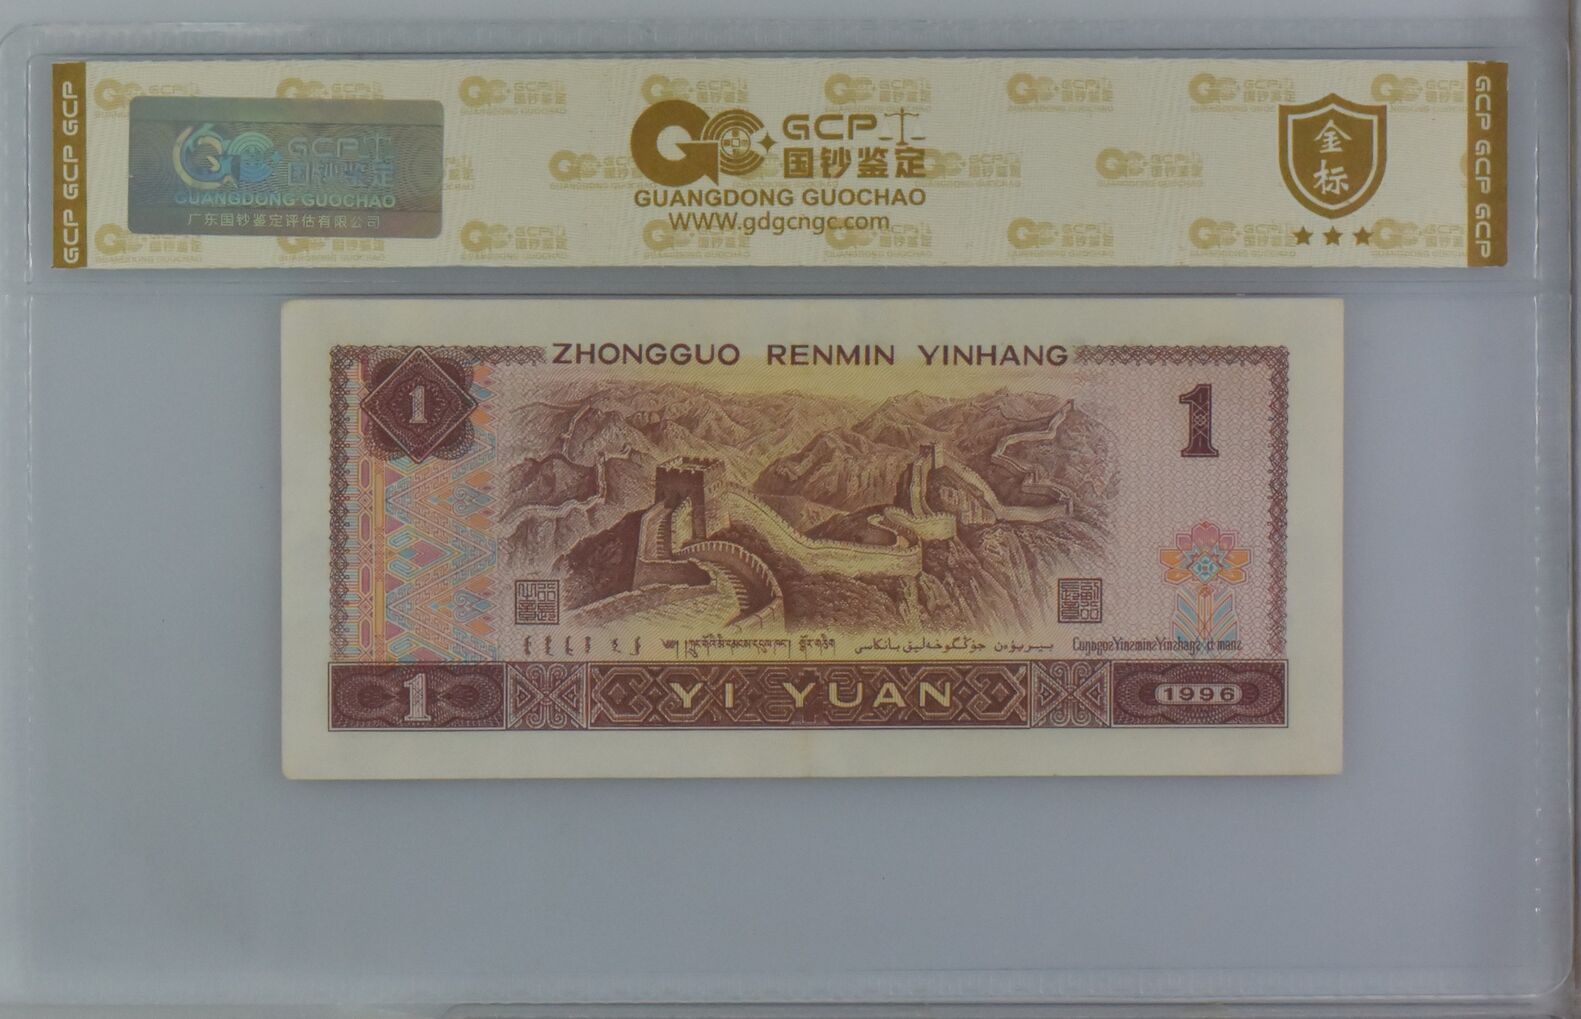 GCP GCP GCP
GCP 国钞鉴定
GUANGDONG GUOCHAO
广东国钞鉴定评估有限公司
GCP
国钞鉴定
GUANGDONG GUOCHAO
WWW.gdgcngc.com
金标
GCP GCP GCP
ZHONGGUO RENMIN YINHANG
1
1
1
YI YUAN
1996